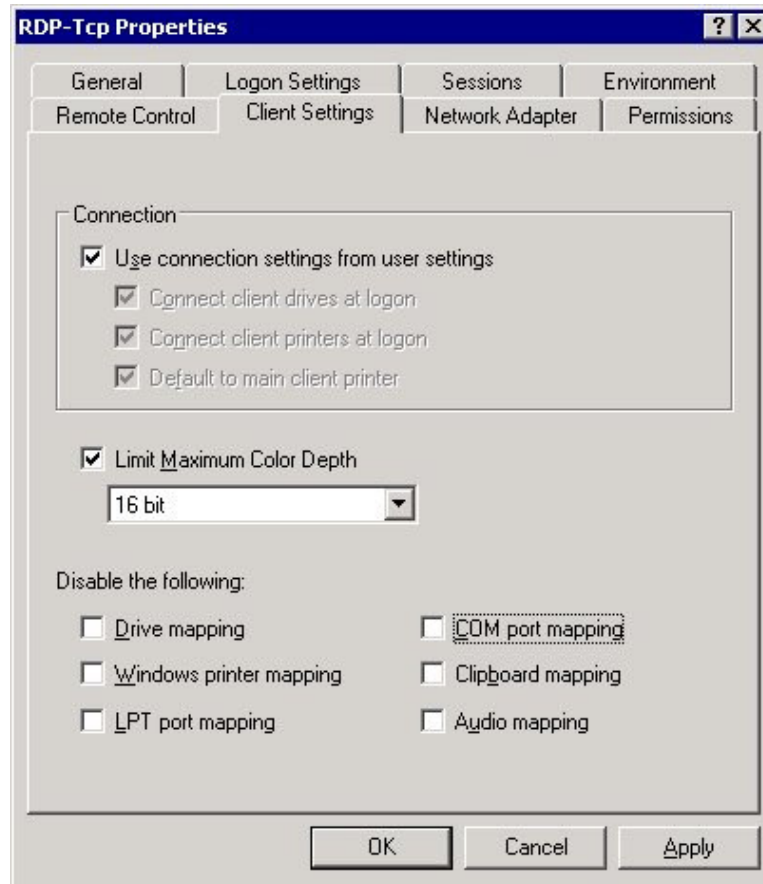 RDP-Tcp Properties
General Logon Settings Sessions Environment
Remote Control Client Settings Network Adapter Permissions
Connection
Use connection settings from user settings
Connect client drives at logon
Connect client printers at logon
Default to main client printer
Limit Maximum Color Depth
16 bit
Disable the following:
Drive mapping COM port mapping
Windows printer mapping Clipboard mapping
LPT port mapping Audio mapping
OK Cancel Apply